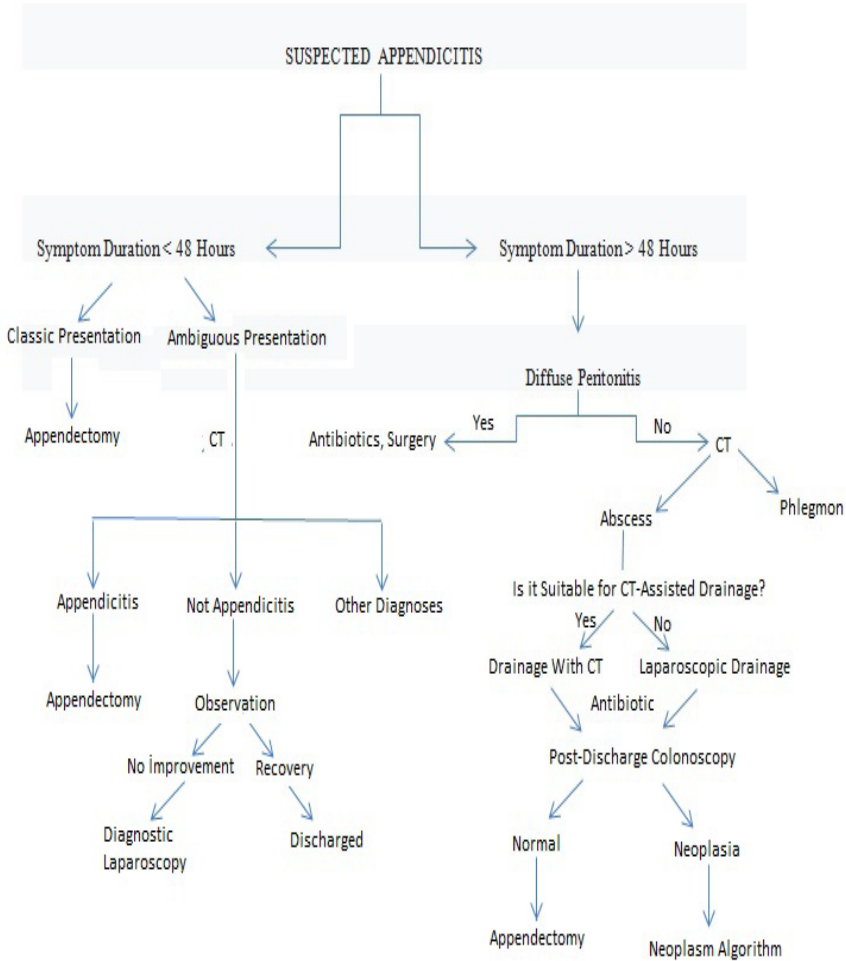 SUSPECTED APPENDICITIS
Symptom Duration < 48 Hours
Symptom Duration > 48 Hours
Classic Presentation
Ambiguous Presentation
Diffuse Peritonitis
Appendectomy
CT
Antibiotics, Surgery
Yes
No
CT
Abscess
Phlegmon
Is it Suitable for CT-Assisted Drainage?
Appendicitis
Not Appendicitis
Other Diagnoses
Yes
No
Drainage With CT
Laparoscopic Drainage
Appendectomy
Observation
Antibiotic
Post-Discharge Colonoscopy
No İmprovement
Recovery
Diagnostic
Laparoscopy
Discharged
Normal
Neoplasia
Appendectomy
Neoplasm Algorithm